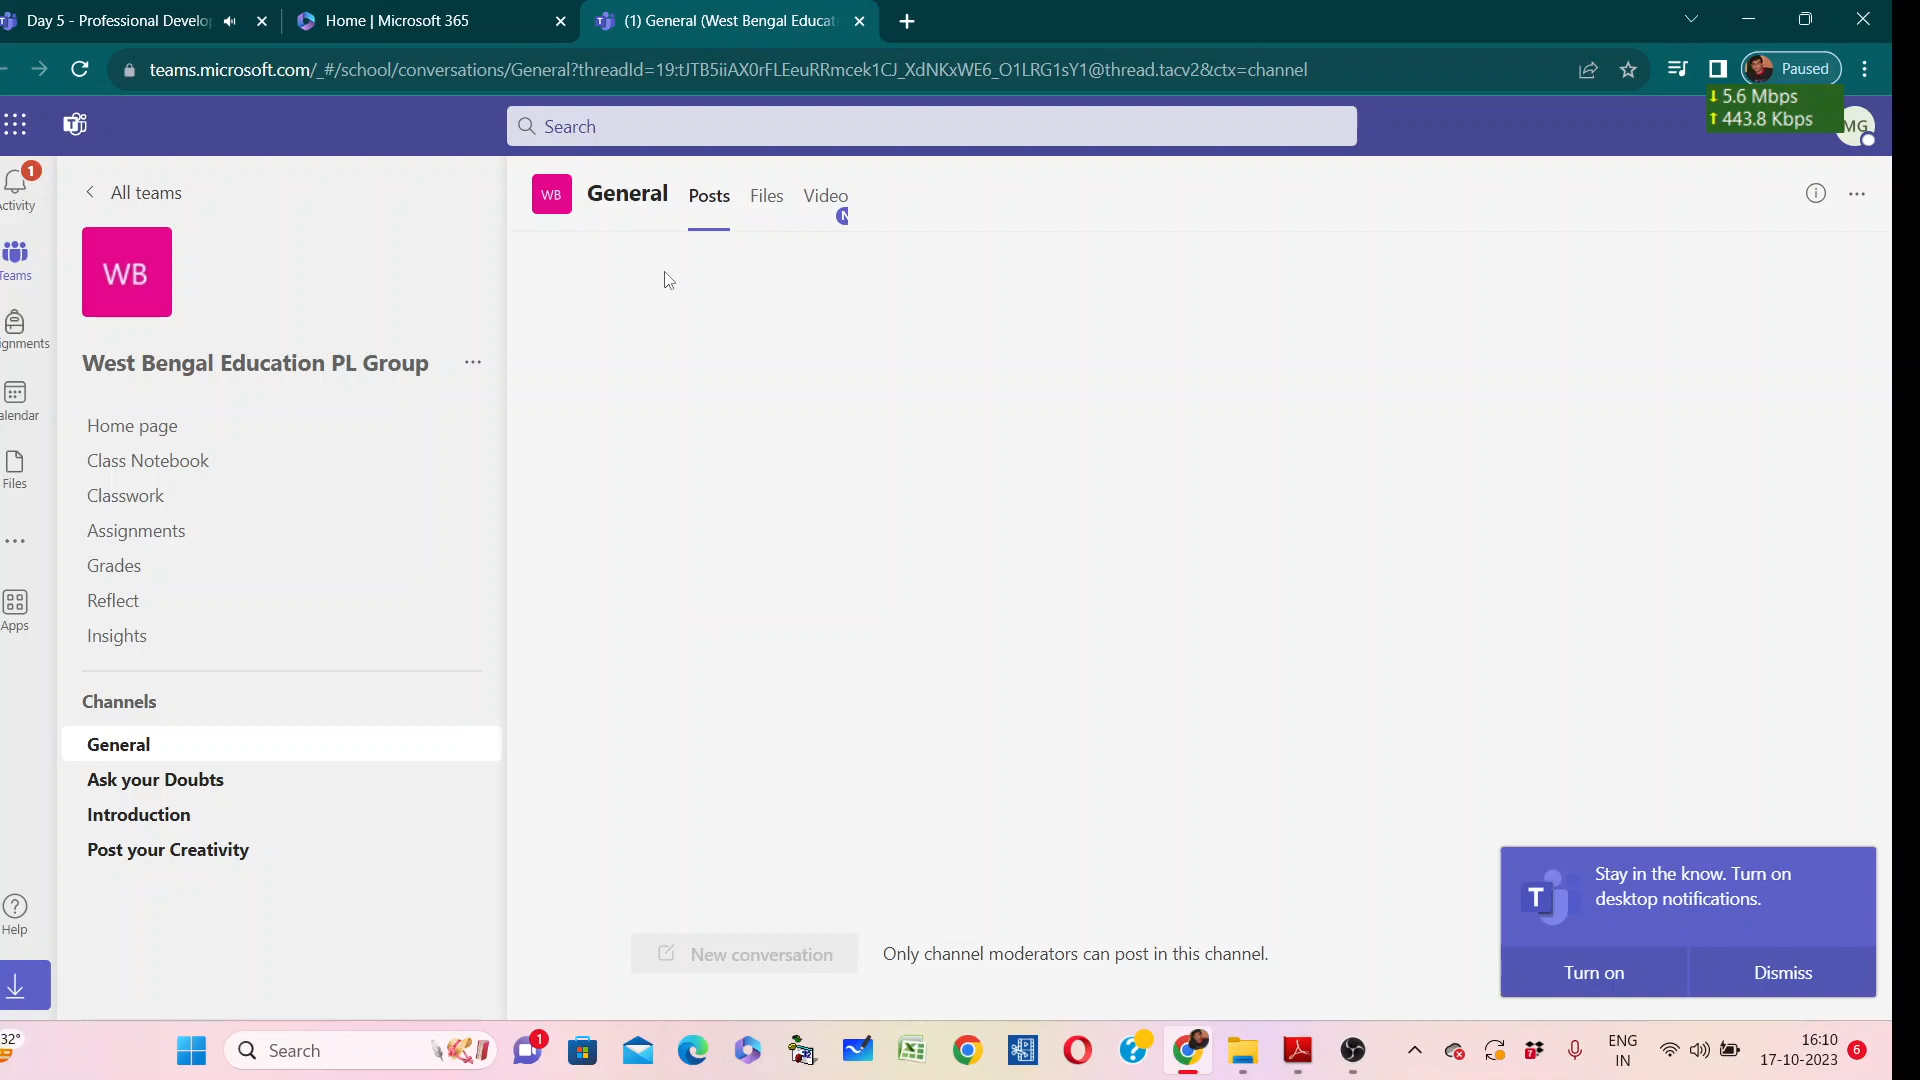 Day 5 - Professional Develo
Home | Microsoft 365
(1) General (West Bengal Educat
teams.microsoft.com/_#/school/conversations/General?threadId=19:tJTB5iiAX0rFLEeuRRmcek1CJ_XdNKxWE6_O1LRG1sY1@thread.tacv2&ctx=channel
Paused
5.6 Mbps
443.8 Kbps
MG
Search
1
ctivity
Teams
ignments
alendar
Files
Apps
Help
All teams
WB
West Bengal Education PL Group
Home page
Class Notebook
Classwork
Assignments
Grades
Reflect
Insights
Channels
General
Ask your Doubts
Introduction
Post your Creativity
WB
General
Posts
Files
Video
N
New conversation
Only channel moderators can post in this channel.
T
Stay in the know. Turn on
desktop notifications.
Turn on
Dismiss
32°
Search
1
ENG
IN
16:10
17-10-2023
6